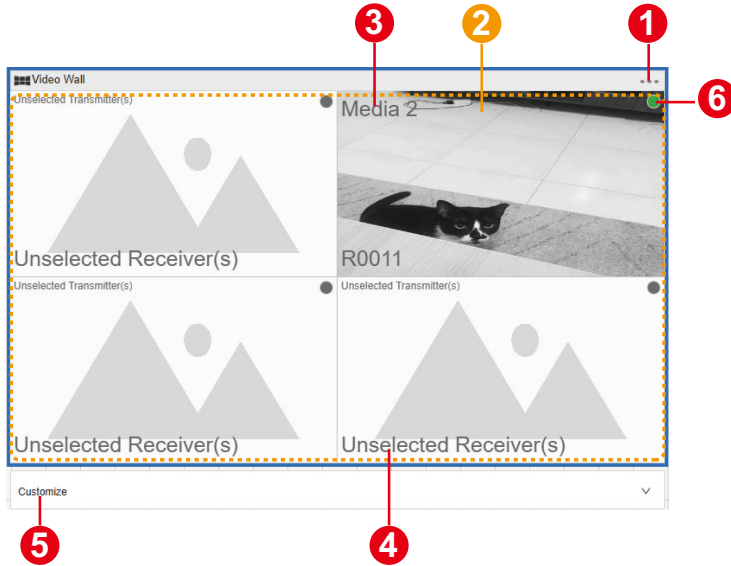 3
2
1
Video Wall
...
6
Unselected Transmitter(s)
Media 2
Unselected Receiver(s)
R0011
Unselected Transmitter(s)
Unselected Transmitter(s)
Unselected Receiver(s)
Unselected Receiver(s)
Customize
5
4